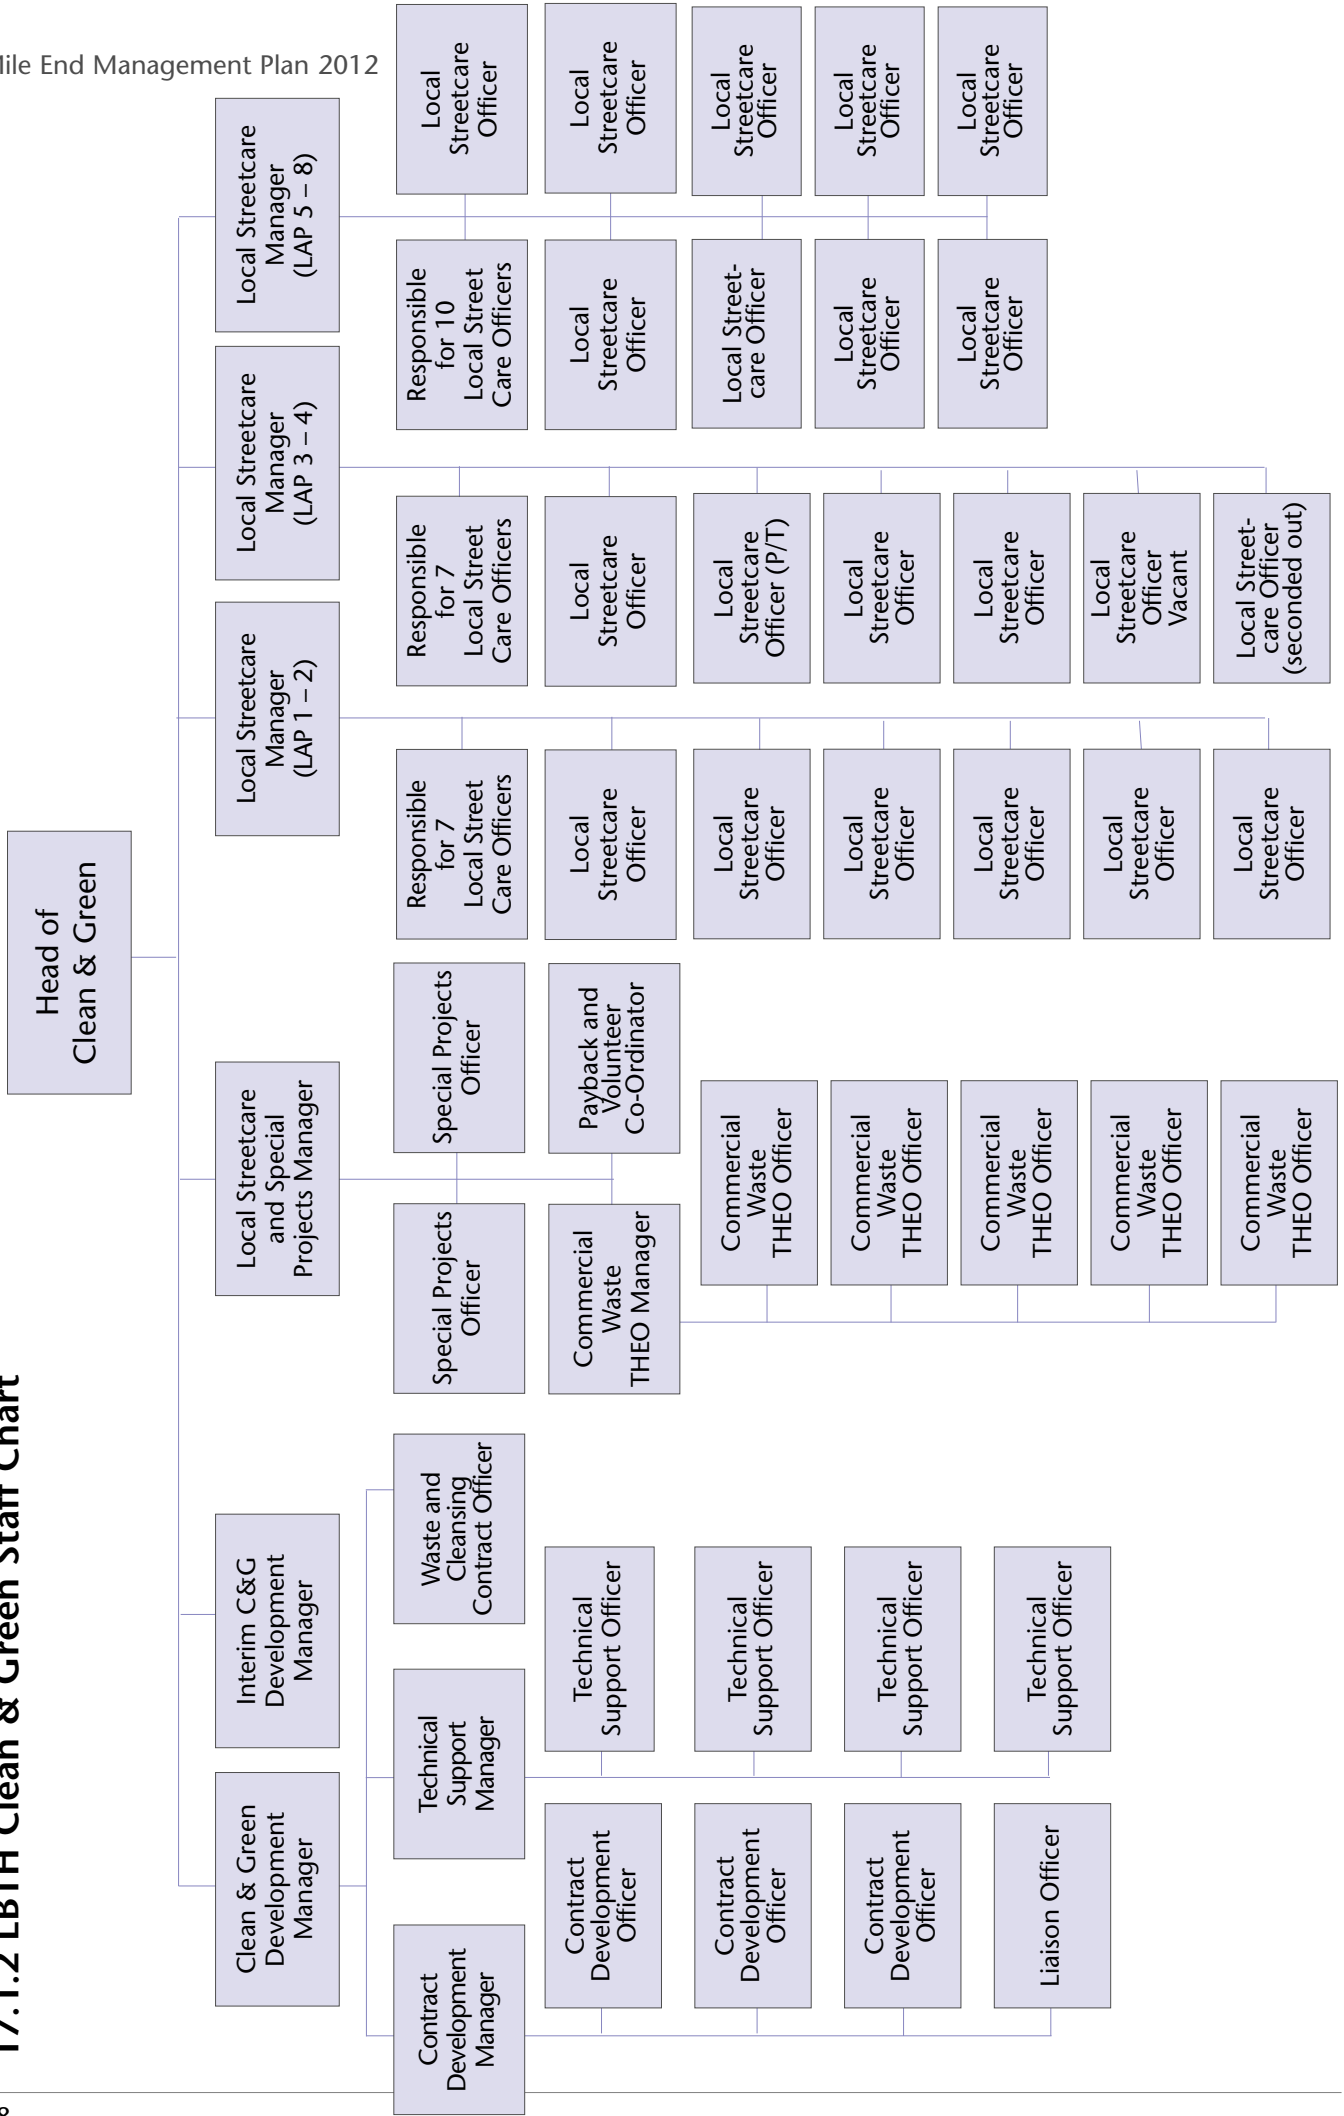 Mile End Management Plan 2012
17.1.2 LBTH Clean & Green Staff Chart
Head of
Clean & Green
Clean & Green
Development
Manager
Interim C&G
Development
Manager
Local Streetcare
and Special
Projects Manager
Local Streetcare
Manager
(LAP 1 – 2)
Local Streetcare
Manager
(LAP 3 – 4)
Local Streetcare
Manager
(LAP 5 – 8)
Contract
Development
Manager
Technical
Support
Manager
Waste and
Cleansing
Contract Officer
Contract
Development
Officer
Contract
Development
Officer
Contract
Development
Officer
Liaison Officer
Technical
Support Officer
Technical
Support Officer
Technical
Support Officer
Technical
Support Officer
Special Projects
Officer
Special Projects
Officer
Commercial
Waste
THEO Manager
Payback and
Volunteer
Co-Ordinator
Commercial
Waste
THEO Officer
Commercial
Waste
THEO Officer
Commercial
Waste
THEO Officer
Commercial
Waste
THEO Officer
Commercial
Waste
THEO Officer
Responsible
for 7
Local Street
Care Officers
Local
Streetcare
Officer
Local
Streetcare
Officer
Local
Streetcare
Officer
Local
Streetcare
Officer
Local
Streetcare
Officer
Local
Streetcare
Officer
Responsible
for 7
Local Street
Care Officers
Local
Streetcare
Officer
Local
Streetcare
Officer (P/T)
Local
Streetcare
Officer
Local
Streetcare
Officer
Local
Streetcare
Officer
Vacant
Local Street-
care Officer
(seconded out)
Responsible
for 10
Local Street
Care Officers
Local
Streetcare
Officer
Local
Streetcare
Officer
Local
Streetcare
Officer
Local Street-
care Officer
Local
Streetcare
Officer
Local
Streetcare
Officer
Local
Streetcare
Officer
Local
Streetcare
Officer
Local
Streetcare
Officer